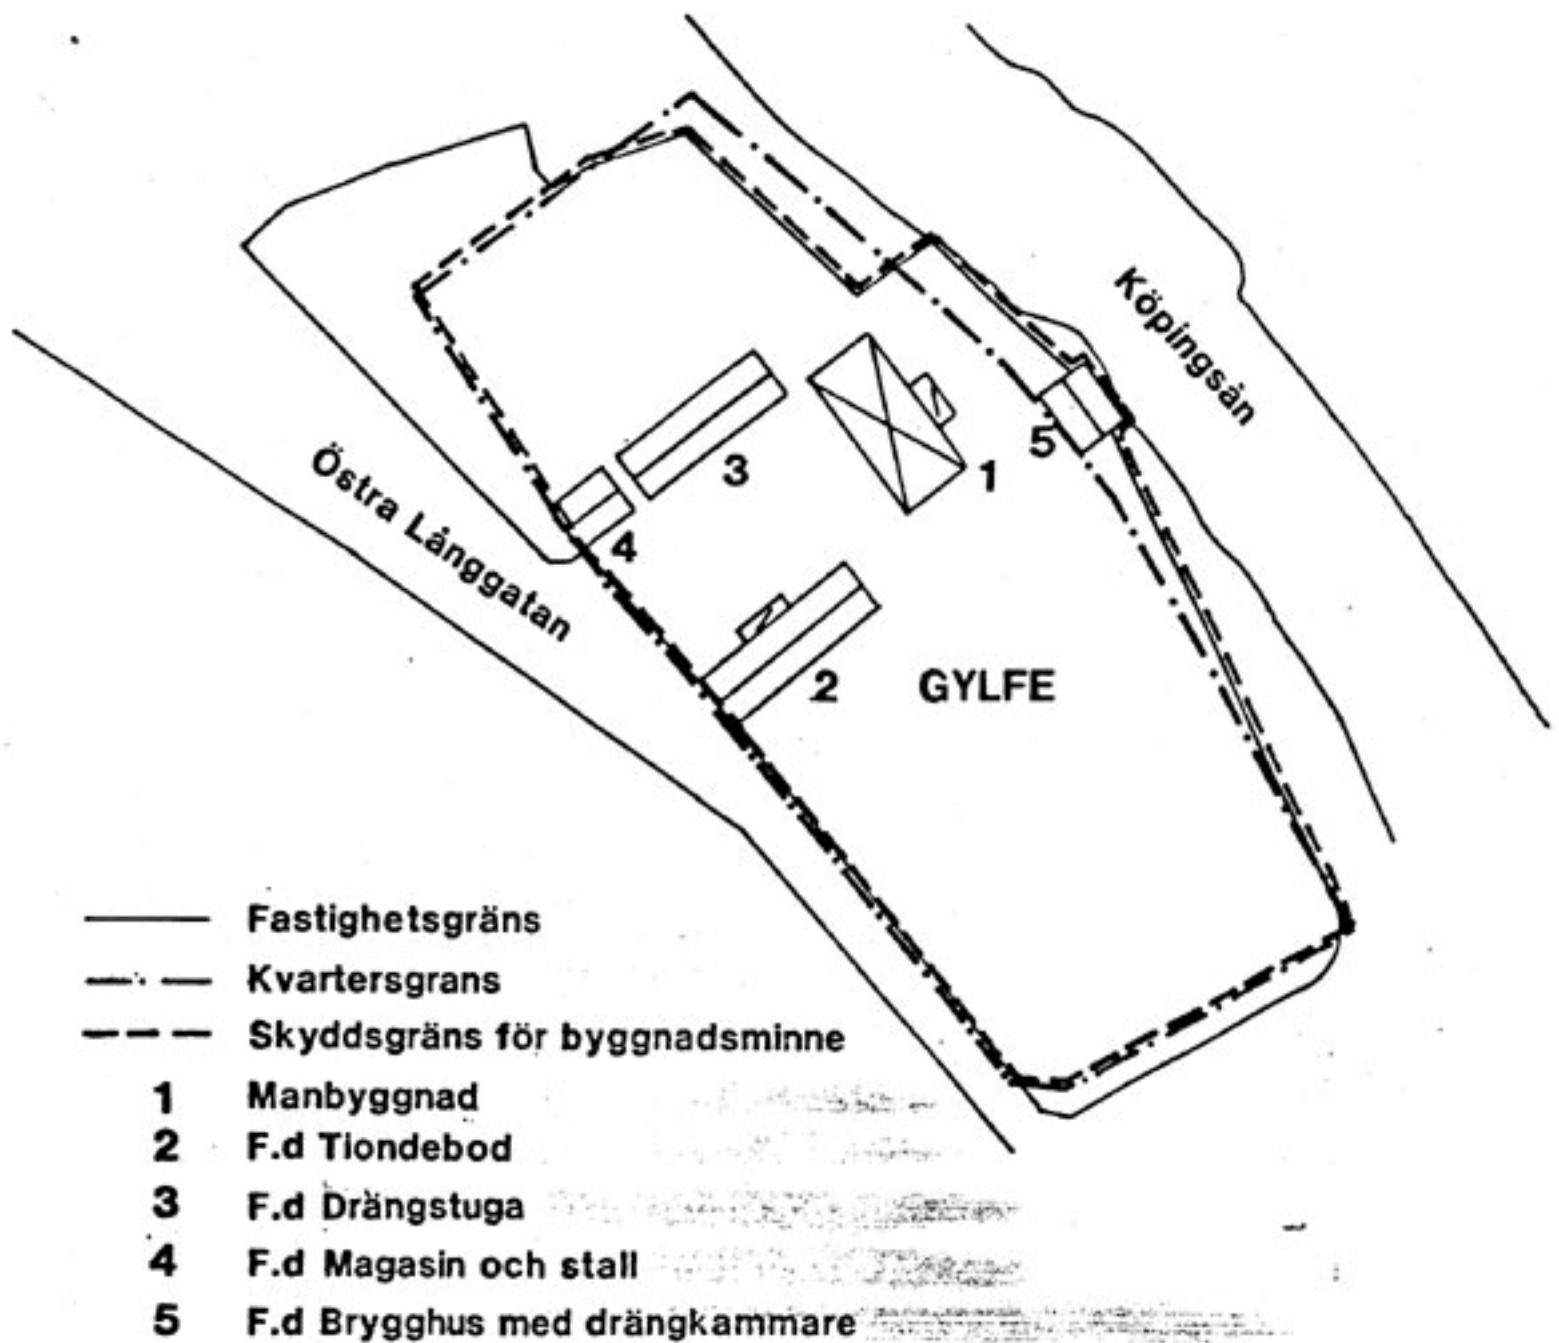 Köpingsån
5
1
3
Östra Långgatan
4
2
GYLFE
Fastighetsgräns
Kvartersgrans
Skyddsgräns för byggnadsminne
1 Manbyggnad
2 F.d Tiondebod
3 F.d Drängstuga
4 F.d Magasin och stall
5 F.d Brygghus med drängkammare